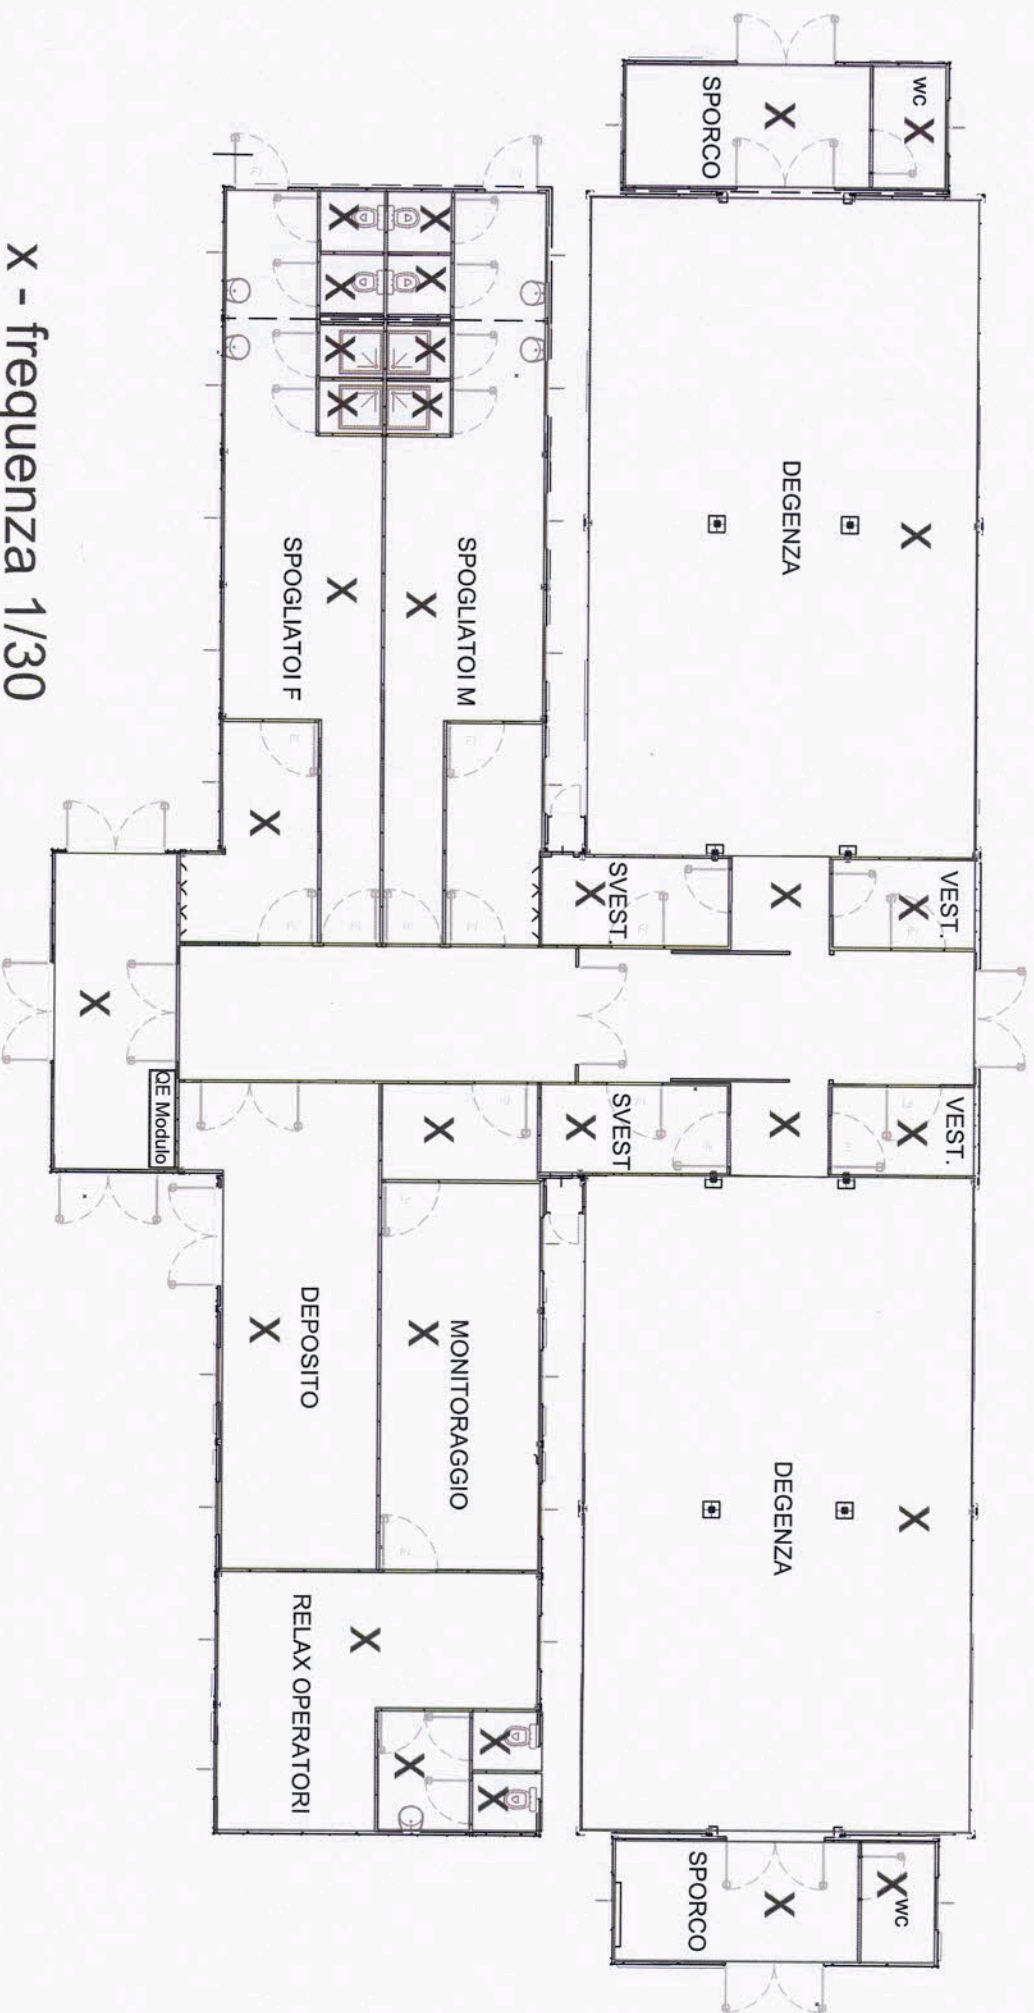 wc
X
VEST.
X
VEST.
X
WC
X
X
DEGENZA
X
DEGENZA
X
SPORCO
X
X
X
SPORCO
SVEST.
X
SVEST
X
X
X
X
X
X
SPOGLIATOI M
X
X
MONITORAGGIO
X
X
X
X
X
X
X
SPOGLIATOI F
X
DEPOSITO
X
RELAX OPERATORI
X
X
QE Modulo
X
x - frequenza 1/30